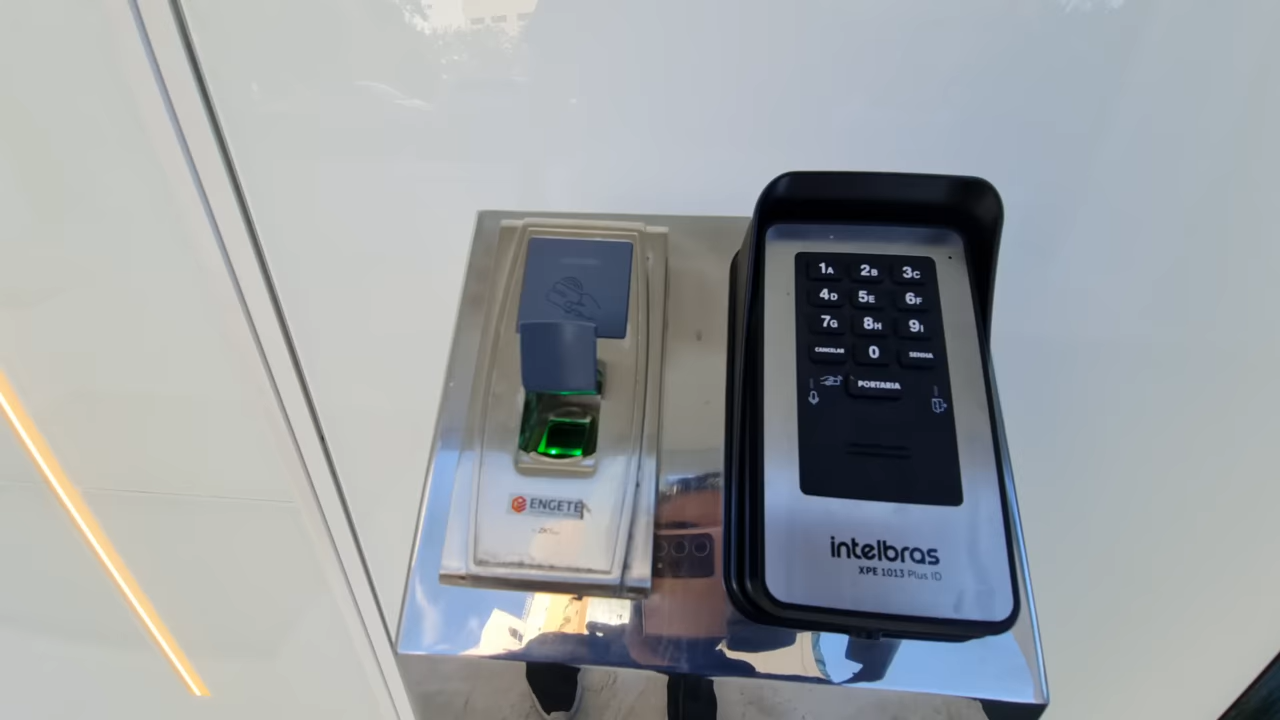 ENGETE
1A 2B 3C
4D 5E 6F
7G 8H 9I
CANCELAR 0 SENHA
PORTARIA
intelbras
XPE 1013 Plus ID